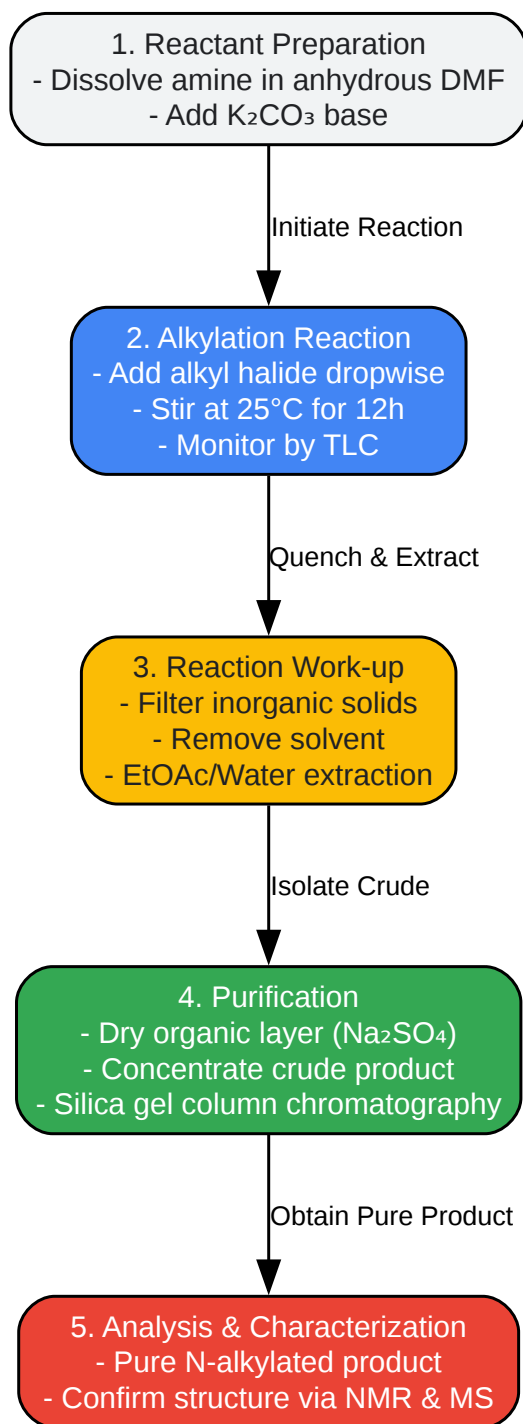 1. Reactant Preparation
- Dissolve amine in anhydrous DMF
- Add K₂CO₃ base
Initiate Reaction
2. Alkylation Reaction
- Add alkyl halide dropwise
- Stir at 25°C for 12h
- Monitor by TLC
Quench & Extract
3. Reaction Work-up
- Filter inorganic solids
- Remove solvent
- EtOAc/Water extraction
Isolate Crude
4. Purification
- Dry organic layer (Na₂SO₄)
- Concentrate crude product
- Silica gel column chromatography
Obtain Pure Product
5. Analysis & Characterization
- Pure N-alkylated product
- Confirm structure via NMR & MS